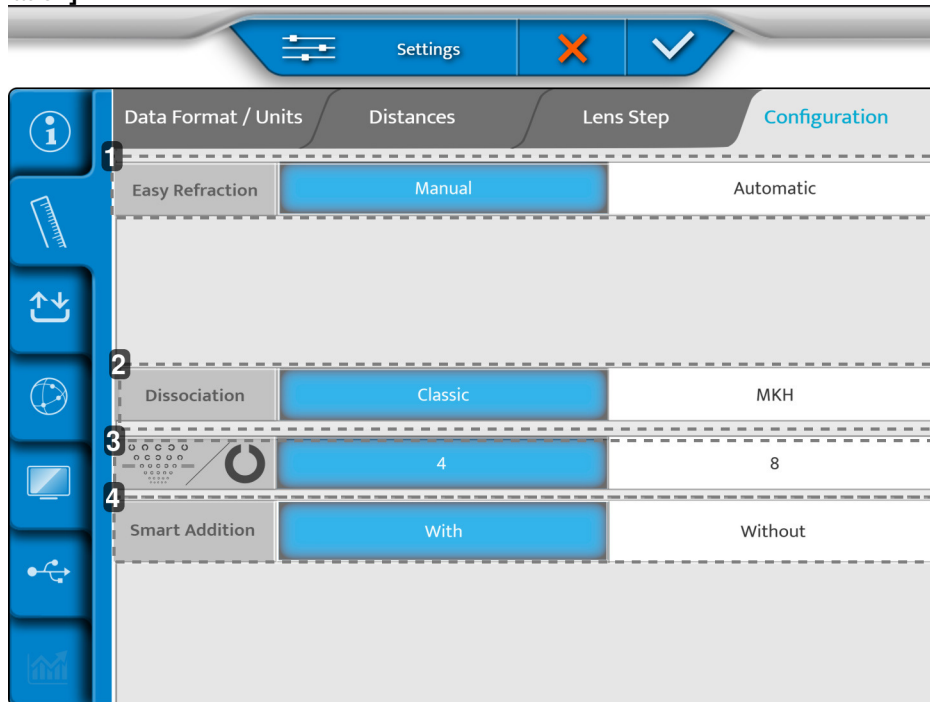 Settings
Data Format / Units Distances Lens Step Configuration
1
Easy Refraction Manual Automatic
2
Dissociation Classic MKH
3
4 8
4
Smart Addition With Without